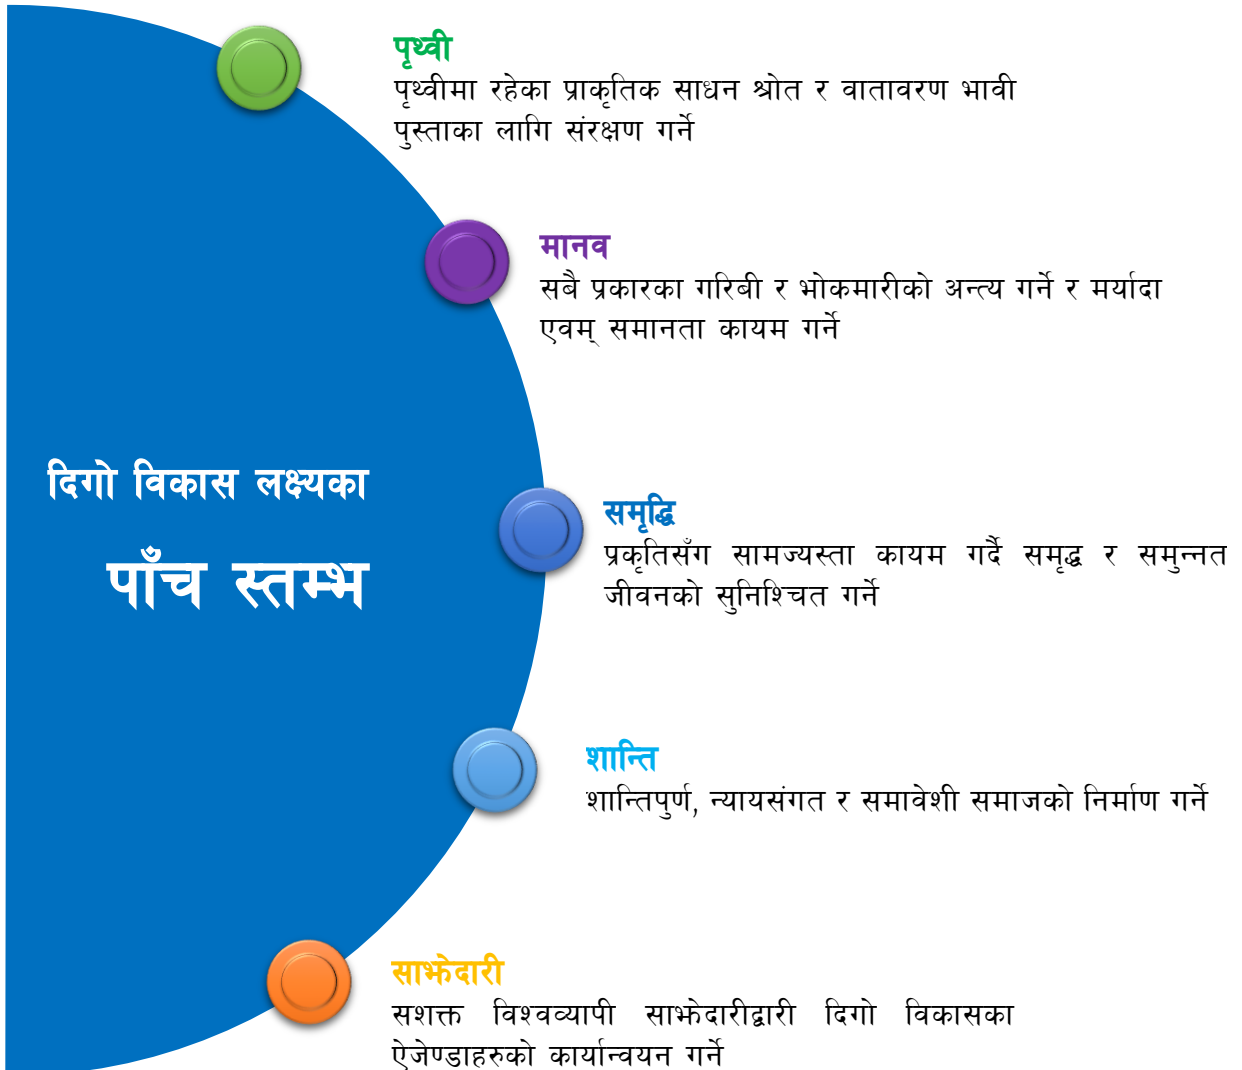 पृथ्वी
पृथ्वीमा रहेका प्राकृतिक साधन श्रोत र वातावरण भावी
पुस्ताका लागि संरक्षण गर्ने
मानव
सबै प्रकारका गरिबी र भोकमारीको अन्त्य गर्ने र मर्यादा
एवम् समानता कायम गर्ने
दिगो विकास लक्ष्यका
पाँच स्तम्भ
समृद्धि
प्रकृतिसँग सामज्यस्ता कायम गर्दै समृद्ध र समुन्नत
जीवनको सुनिश्चित गर्ने
शान्ति
शान्तिपुर्ण, न्यायसंगत र समावेशी समाजको निर्माण गर्ने
साझेदारी
सशक्त विश्वव्यापी साझेदारीद्वारी दिगो विकासका
ऐजेण्डाहरुको कार्यान्वयन गर्ने